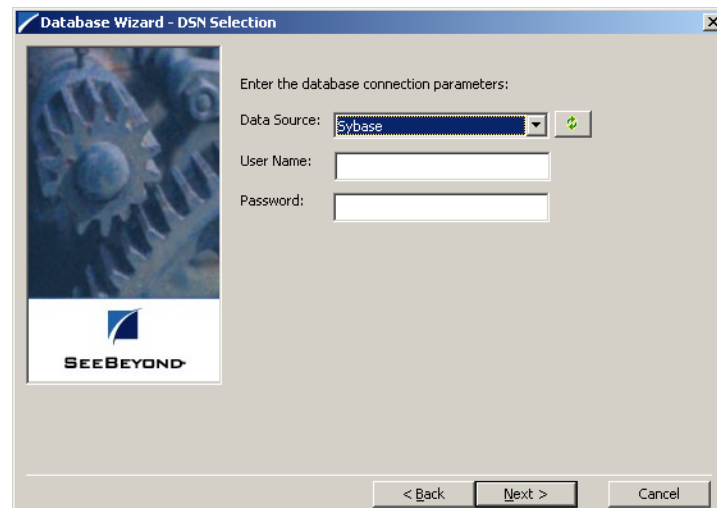 Database Wizard - DSN Selection
Enter the database connection parameters:
Data Source: Sybase
User Name:
Password:
SEEBEYOND
< Back Next > Cancel